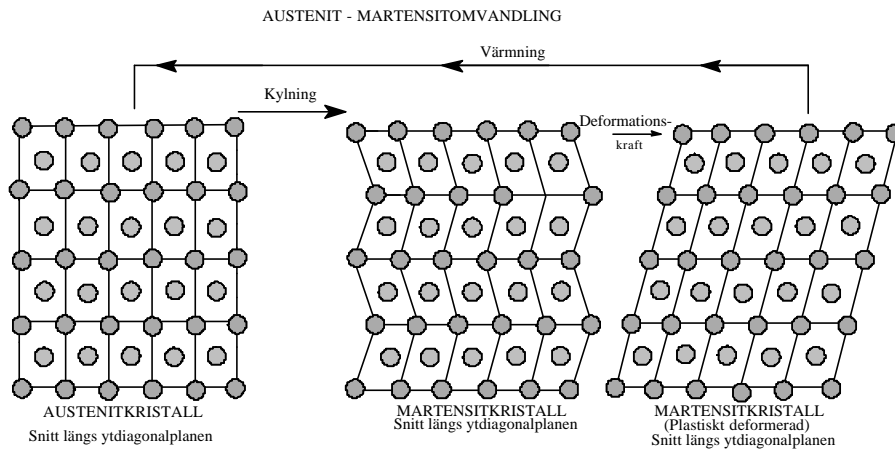 AUSTENIT - MARTENSITOMVANDLING
Värmning
Kylning
Deformations-
kraft
AUSTENITKRISTALL
Snitt längs ytdiagonalplanen
MARTENSITKRISTALL
Snitt längs ytdiagonalplanen
MARTENSITKRISTALL
(Plastiskt deformerad)
Snitt längs ytdiagonalplanen